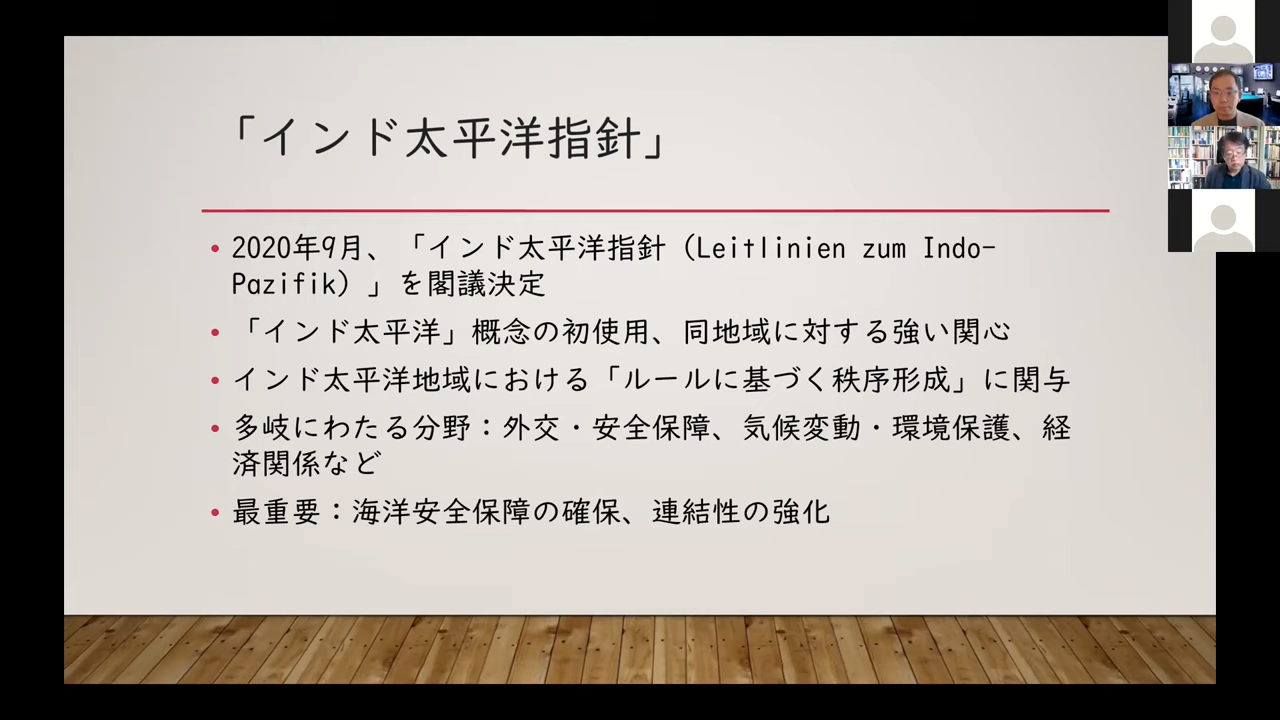 「インド太平洋指針」
• 2020年9月、「インド太平洋指針（Leitlinien zum Indo-
Pazifik）」を閣議決定
• 「インド太平洋」概念の初使用、同地域に対する強い関心
• インド太平洋地域における「ルールに基づく秩序形成」に関与
• 多岐にわたる分野：外交・安全保障、気候変動・環境保護、経
済関係など
• 最重要：海洋安全保障の確保、連結性の強化